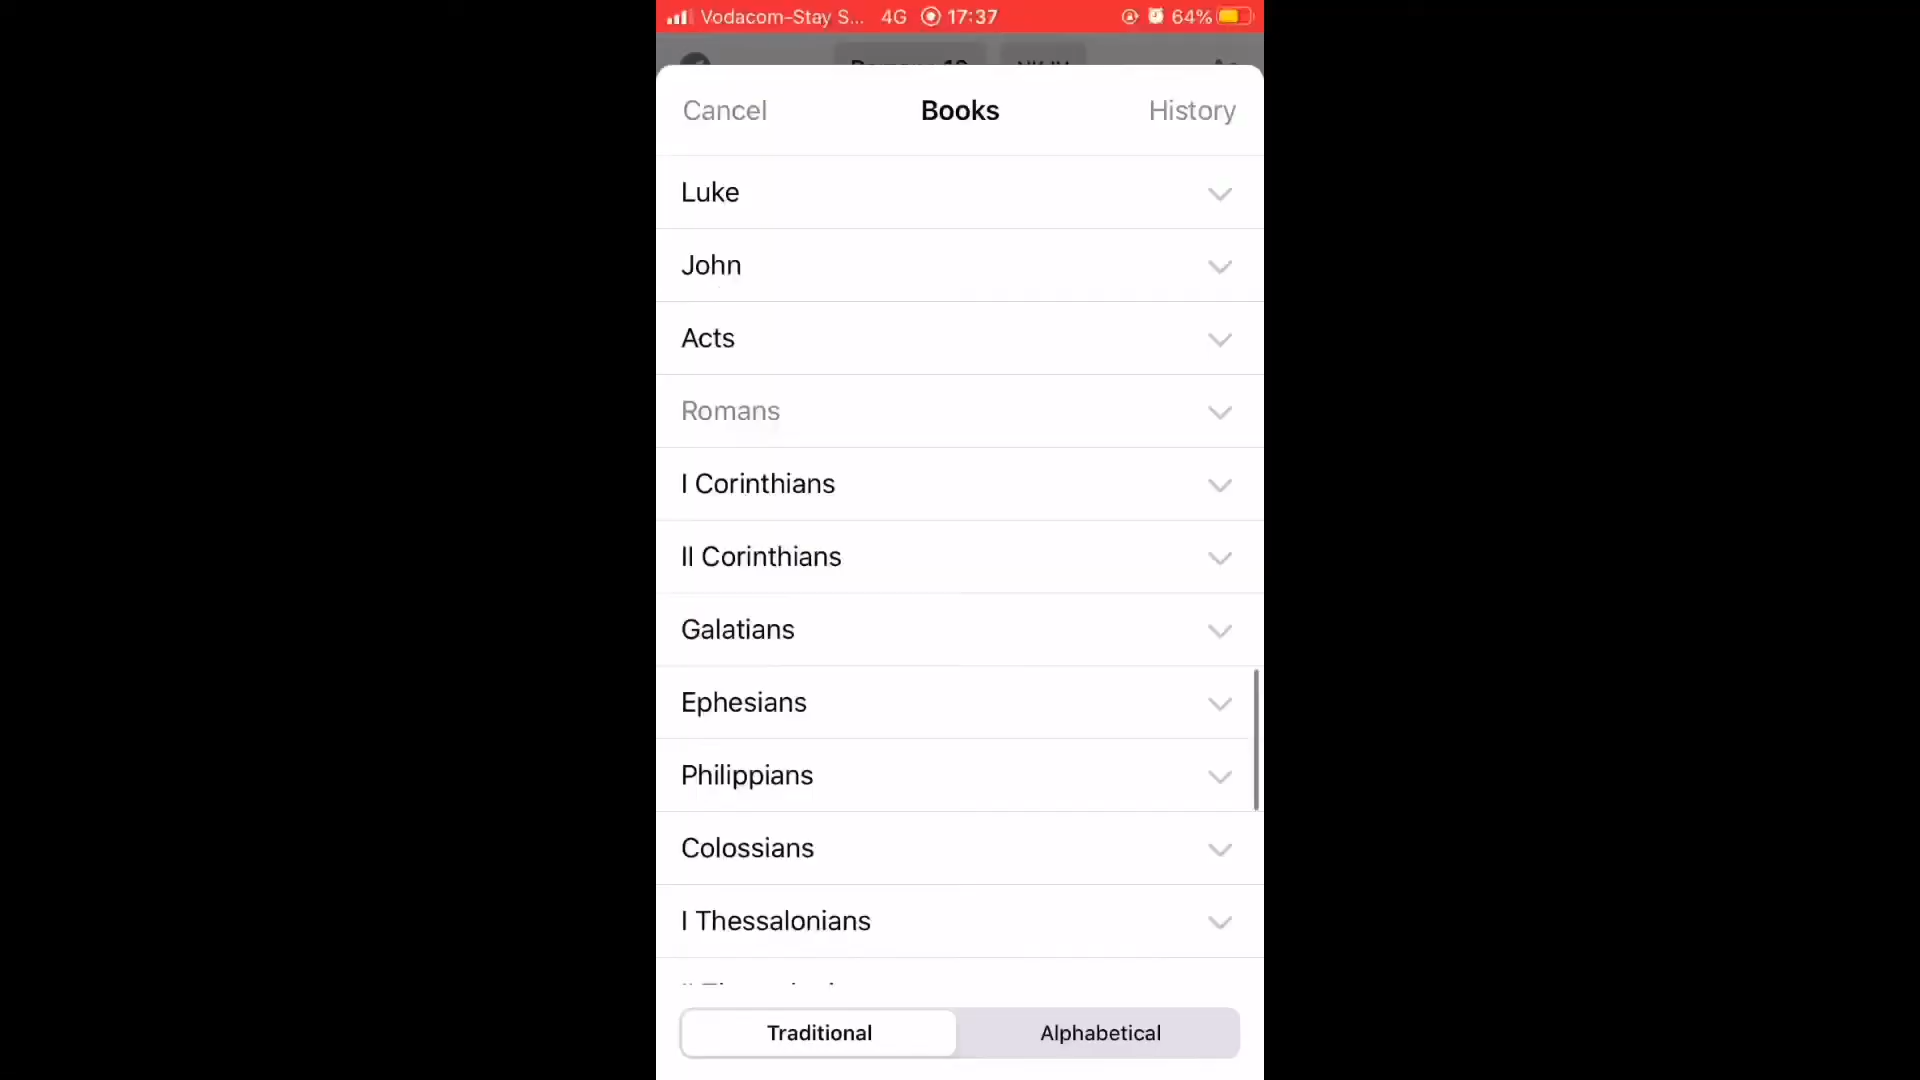 Vodacom-Stay S... 4G 17:37 64%
Cancel Books History
Luke
John
Acts
Romans
I Corinthians
II Corinthians
Galatians
Ephesians
Philippians
Colossians
I Thessalonians
Traditional Alphabetical